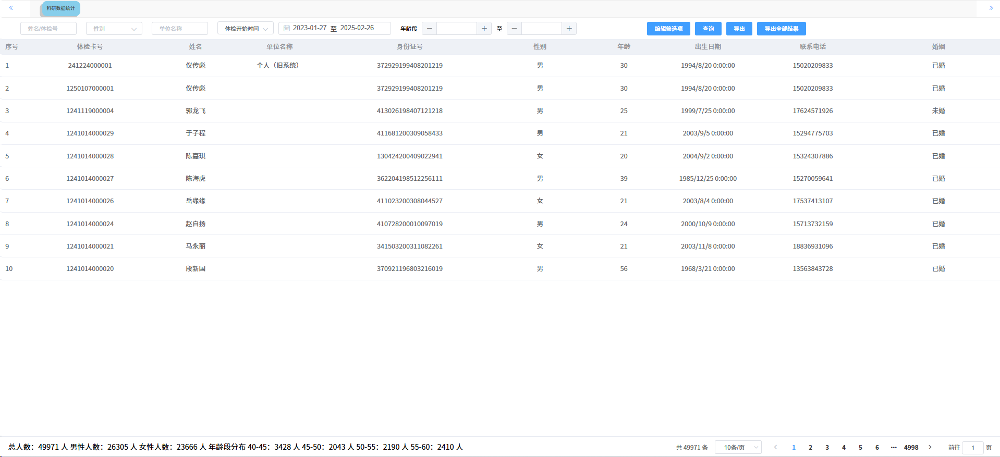 科研数据统计
姓名/体检号 性别 单位名称 体检开始时间 2023-01-27 至 2025-02-26 年龄段 至 编辑筛选项 查询 导出 导出全部结果
序号 体检卡号 姓名 单位名称 身份证号 性别 年龄 出生日期 联系电话 婚姻
1 241224000001 仪传彪 个人（旧系统） 372929199408201219 男 30 1994/8/20 0:00:00 15020209833 已婚
2 1250107000001 仪传彪 372929199408201219 男 30 1994/8/20 0:00:00 15020209833 已婚
3 1241119000004 郭龙飞 413026198407121218 男 25 1999/7/25 0:00:00 17624571926 未婚
4 1241014000029 于子程 411681200309058433 男 21 2003/9/5 0:00:00 15294775703 已婚
5 1241014000028 陈嘉琪 130424200409022941 女 20 2004/9/2 0:00:00 15324307886 已婚
6 1241014000027 陈海虎 362204198512256111 男 39 1985/12/25 0:00:00 15270059641 已婚
7 1241014000026 岳缘缘 411023200308044527 女 21 2003/8/4 0:00:00 17537413107 已婚
8 1241014000024 赵自扬 410728200010097019 男 24 2000/10/9 0:00:00 15713732159 已婚
9 1241014000021 马永丽 341503200311082261 女 21 2003/11/8 0:00:00 18836931096 已婚
10 1241014000020 段新国 370921196803216019 男 56 1968/3/21 0:00:00 13563843728 已婚
总人数：49971 人 男性人数：26305 人 女性人数：23666 人 年龄段分布 40-45：3428 人 45-50：2043 人 50-55：2190 人 55-60：2410 人 共 49971 条 10条/页 1 2 3 4 5 6 ··· 4998 前往 1 页